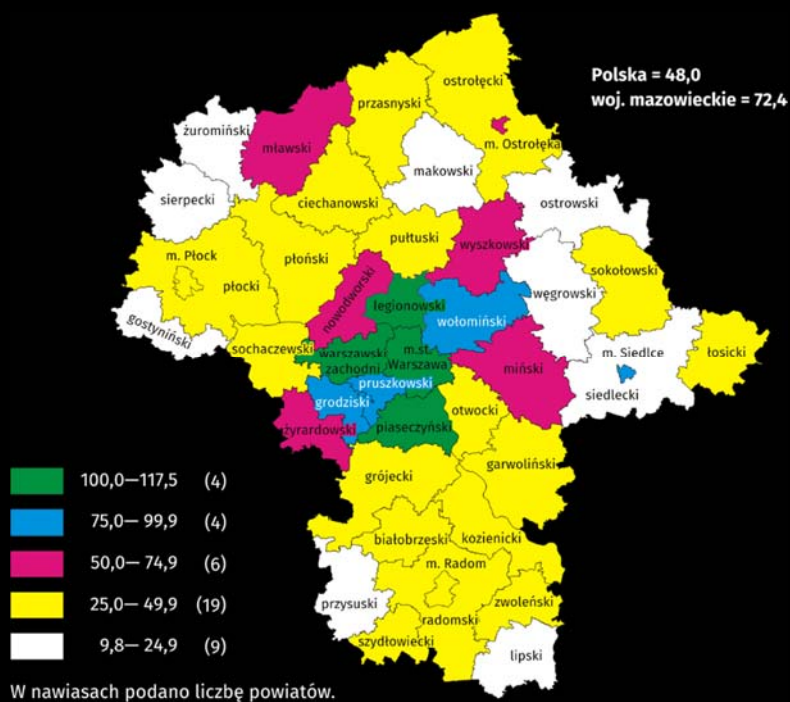 Polska = 48,0
woj. mazowieckie = 72,4
ostrołęcki
przasnyski
żuromiński
mławski
m. Ostrołęka
makowski
sierpecki
ciechanowski
ostrowski
pułtuski
wyszkowski
m. Płock
płoński
sokołowski
płocki
nowodworski
legionowski
węgrowski
wołomiński
gostyniński
sochaczewski
warszawski
zachodni
m.st.
Warszawa
m. Siedlce
łosicki
miński
pruszkowski
grodziski
siedlecki
otwocki
żyrardowski
piaseczyński
garwoliński
grójecki
białobrzeski
kozienicki
m. Radom
przysuski
zwoleński
radomski
szydłowiecki
lipski
100,0—117,5 (4)
75,0— 99,9 (4)
50,0— 74,9 (6)
25,0— 49,9 (19)
9,8— 24,9 (9)
W nawiasach podano liczbę powiatów.